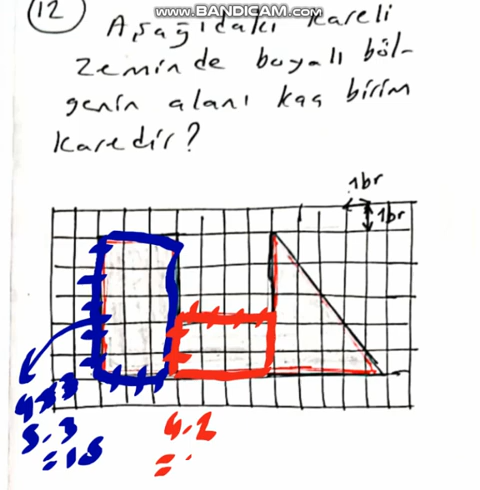 www.BANDICAM.com
12
Aşağıdaki kareli
zeminde boyalı böl-
genin alanı kaç birim
karedir?
1br
1br
4x3
5.3
=15
4.2
=